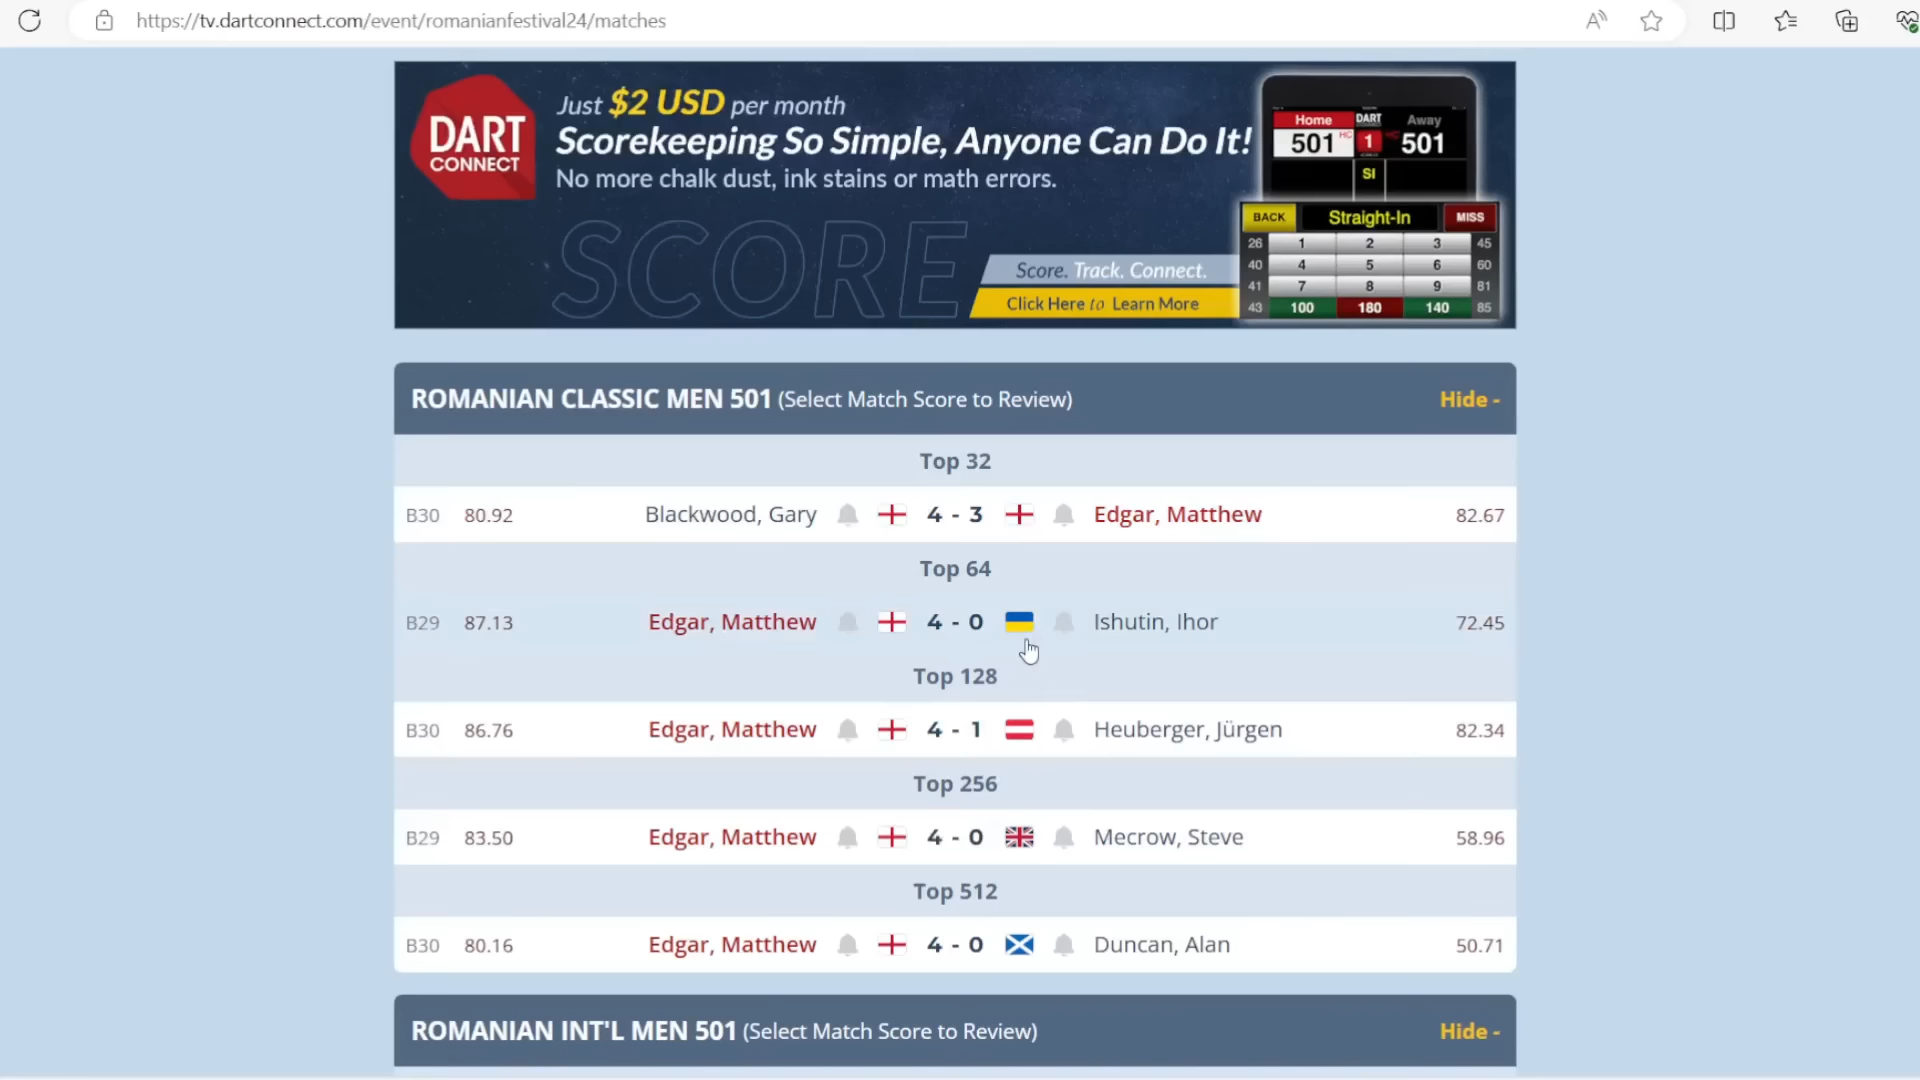 https://tv.dartconnect.com/event/romanianfestival24/matches
DART
CONNECT
Just $2 USD per month
Scorekeeping So Simple, Anyone Can Do It!
No more chalk dust, ink stains or math errors.
SCORE
Score. Track. Connect.
Click Here to Learn More
Home DART Away
501 HC 1 501
SI
BACK Straight-In MISS
26 1 2 3 45
40 4 5 6 60
41 7 8 9 81
43 100 180 140 85
ROMANIAN CLASSIC MEN 501 (Select Match Score to Review) Hide -
Top 32
B30 80.92 Blackwood, Gary 4 - 3 Edgar, Matthew 82.67
Top 64
B29 87.13 Edgar, Matthew 4 - 0 Ishutin, Ihor 72.45
Top 128
B30 86.76 Edgar, Matthew 4 - 1 Heuberger, Jürgen 82.34
Top 256
B29 83.50 Edgar, Matthew 4 - 0 Mecrow, Steve 58.96
Top 512
B30 80.16 Edgar, Matthew 4 - 0 Duncan, Alan 50.71
ROMANIAN INT'L MEN 501 (Select Match Score to Review) Hide -